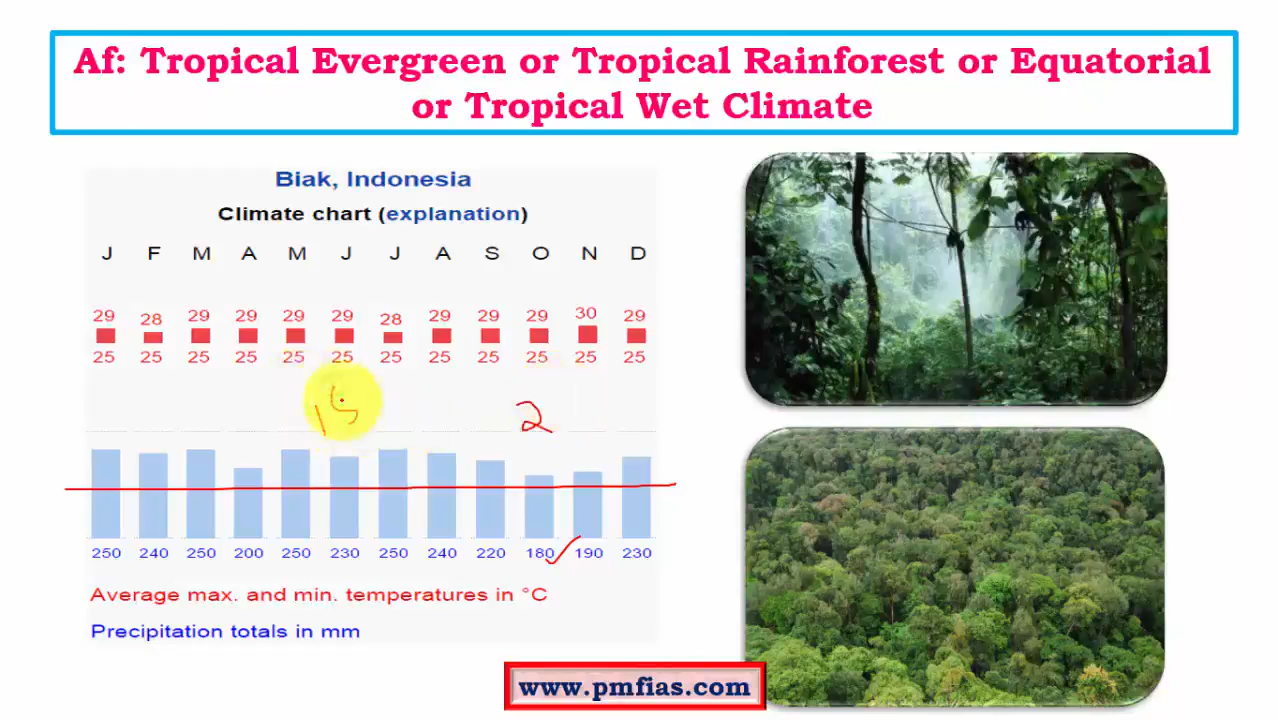 Af: Tropical Evergreen or Tropical Rainforest or Equatorial
or Tropical Wet Climate
Biak, Indonesia
Climate chart (explanation)
J F M A M J J A S O N D
29 28 29 29 29 29 28 29 29 29 30 29
25 25 25 25 25 25 25 25 25 25 25 25
2
250 240 250 200 250 230 250 240 220 180 190 230
Average max. and min. temperatures in °C
Precipitation totals in mm
www.pmfias.com